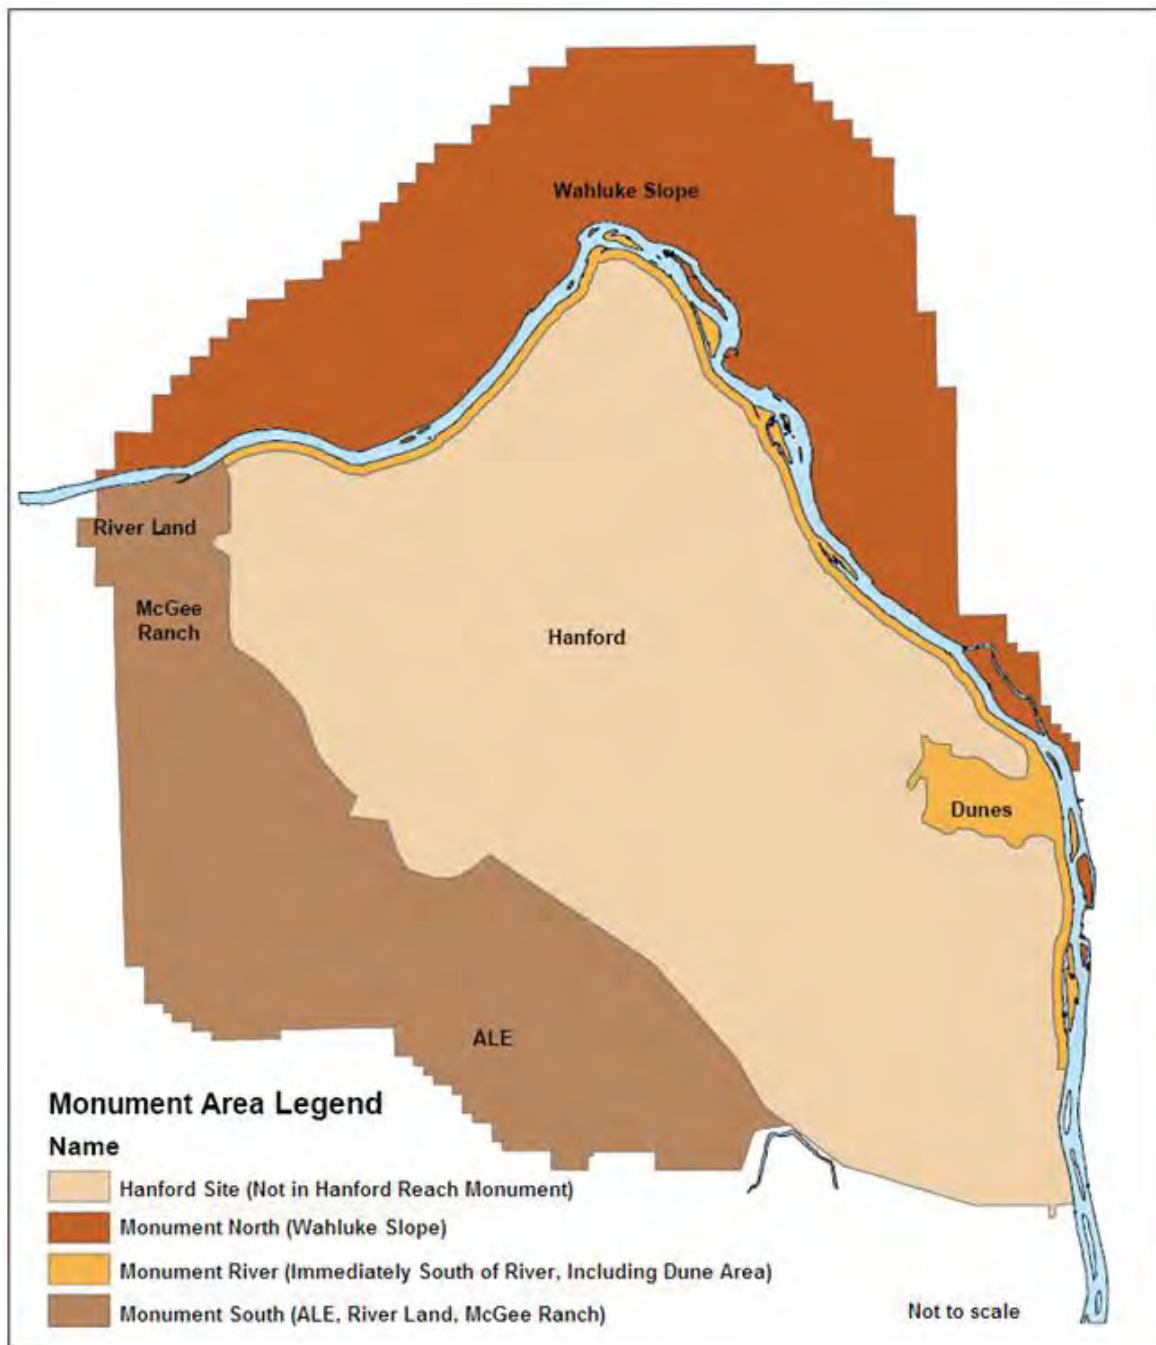 Wahluke Slope
River Land
McGee
Ranch
Hanford
Dunes
ALE
Monument Area Legend
Name
Hanford Site (Not in Hanford Reach Monument)
Monument North (Wahluke Slope)
Monument River (Immediately South of River, Including Dune Area)
Monument South (ALE, River Land, McGee Ranch)
Not to scale